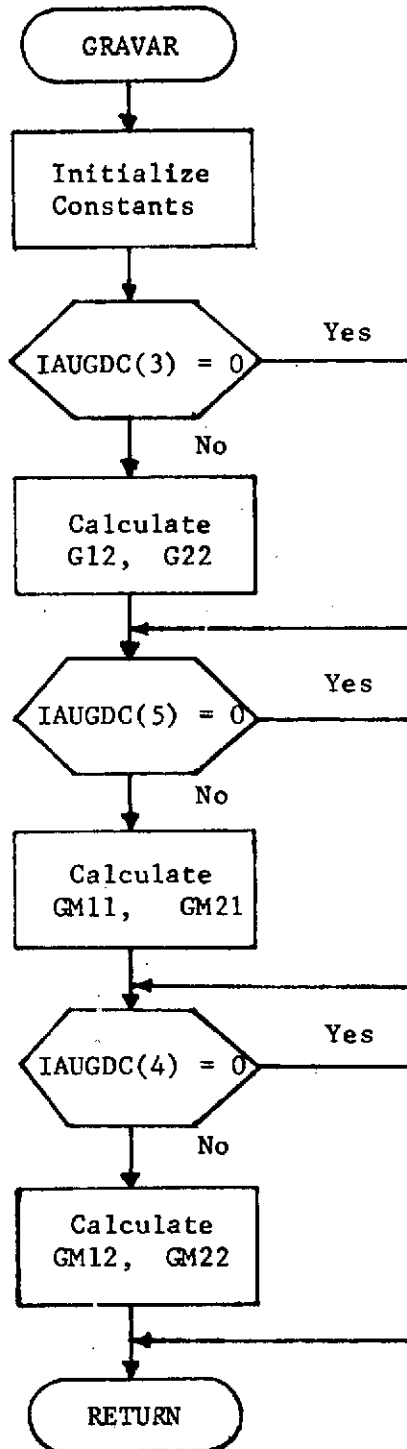 GRAVAR
Initialize
Constants
IAUGDC(3) = 0
Yes
No
Calculate
G12, G22
IAUGDC(5) = 0
Yes
No
Calculate
GM11, GM21
IAUGDC(4) = 0
Yes
No
Calculate
GM12, GM22
RETURN